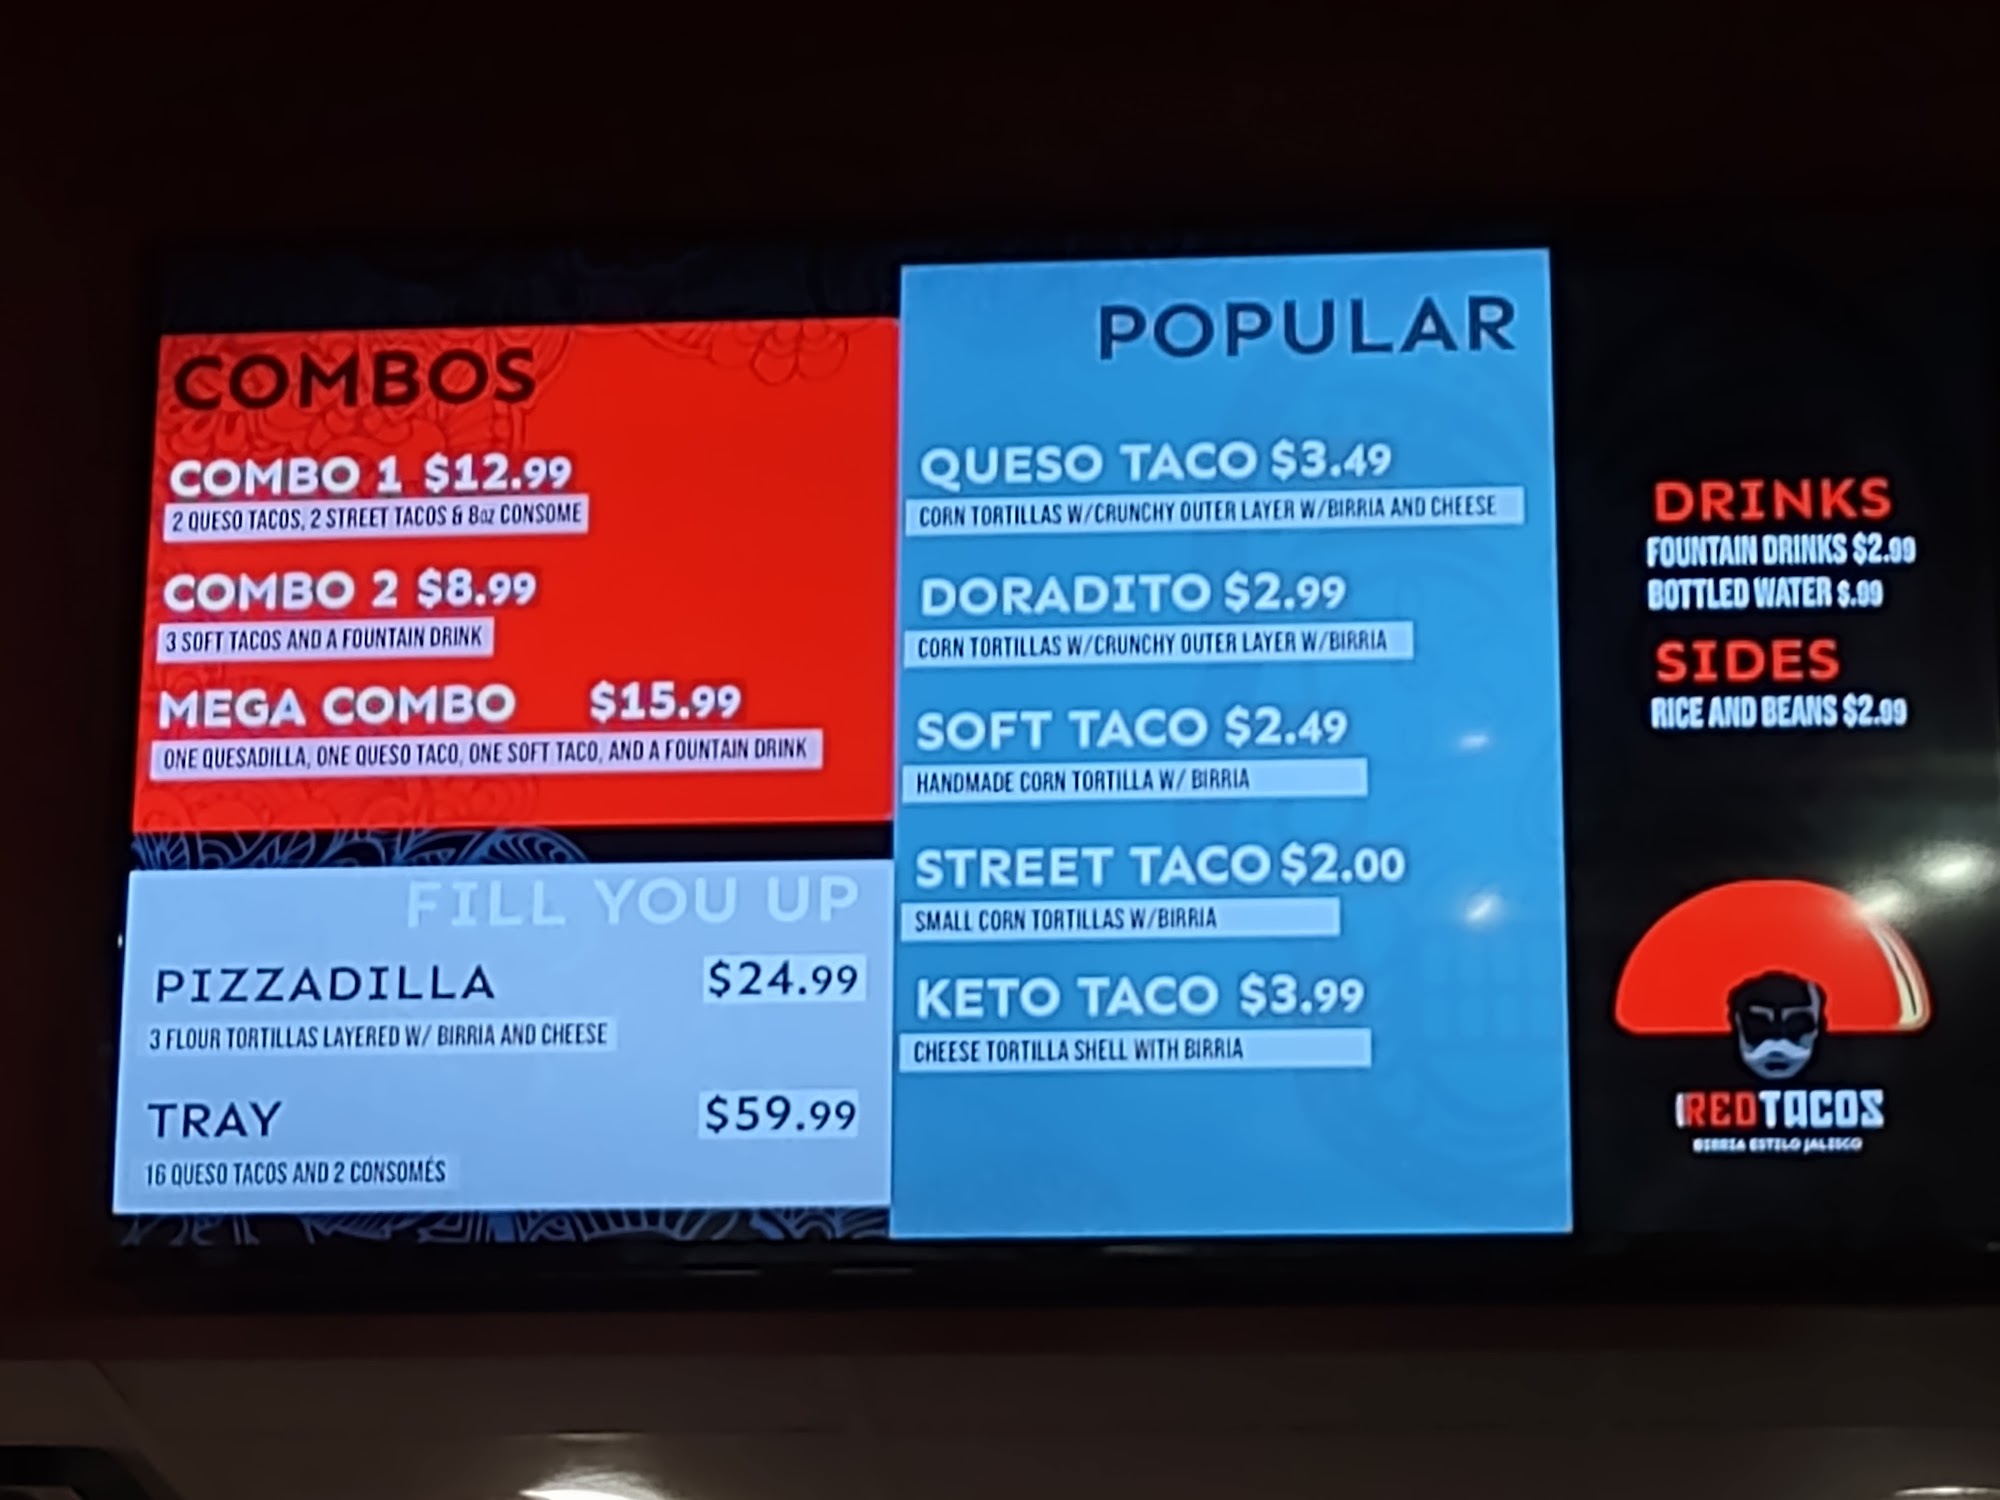 COMBOS
COMBO 1 $12.99
2 QUESO TACOS, 2 STREET TACOS & 8oz CONSOME
COMBO 2 $8.99
3 SOFT TACOS AND A FOUNTAIN DRINK
MEGA COMBO $15.99
ONE QUESADILLA, ONE QUESO TACO, ONE SOFT TACO, AND A FOUNTAIN DRINK
FILL YOU UP
PIZZADILLA $24.99
3 FLOUR TORTILLAS LAYERED W/ BIRRIA AND CHEESE
TRAY $59.99
16 QUESO TACOS AND 2 CONSOMÉS
POPULAR
QUESO TACO $3.49
CORN TORTILLAS W/CRUNCHY OUTER LAYER W/BIRRIA AND CHEESE
DORADITO $2.99
CORN TORTILLAS W/CRUNCHY OUTER LAYER W/BIRRIA
SOFT TACO $2.49
HANDMADE CORN TORTILLA W/ BIRRIA
STREET TACO $2.00
SMALL CORN TORTILLAS W/BIRRIA
KETO TACO $3.99
CHEESE TORTILLA SHELL WITH BIRRIA
DRINKS
FOUNTAIN DRINKS $2.99
BOTTLED WATER $.99
SIDES
RICE AND BEANS $2.99
REDTACOS
BIRRIA ESTILO JALISCO